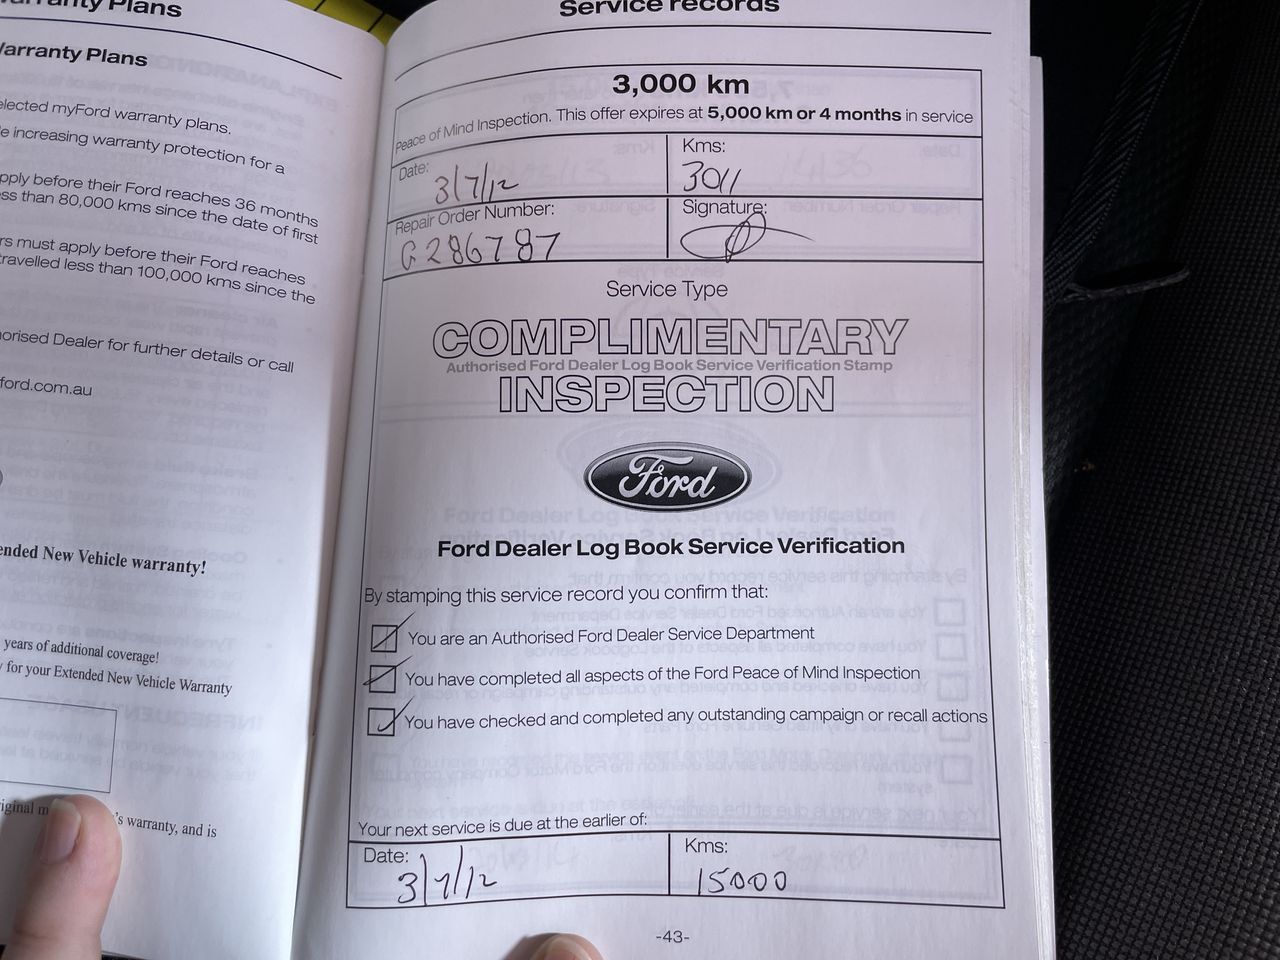 Warranty Plans
Warranty Plans
elected myFord warranty plans.
increasing warranty protection for a
apply before their Ford reaches 36 months
less than 80,000 kms since the date of first
must apply before their Ford reaches
travelled less than 100,000 kms since the
Authorised Dealer for further details or call
ford.com.au
Extended New Vehicle warranty!
years of additional coverage!
for your Extended New Vehicle Warranty
's warranty, and is
Service records
3,000 km
Peace of Mind Inspection. This offer expires at 5,000 km or 4 months in service
Date: 3/7/12
Kms: 3011
Repair Order Number: G286787
Signature:
Service Type
COMPLIMENTARY
Authorised Ford Dealer Log Book Service Verification Stamp
INSPECTION
Ford
Ford Dealer Log Book Service Verification
By stamping this service record you confirm that:
You are an Authorised Ford Dealer Service Department
You have completed all aspects of the Ford Peace of Mind Inspection
You have checked and completed any outstanding campaign or recall actions
Your next service is due at the earlier of:
Date: 3/7/12
Kms: 15000
-43-